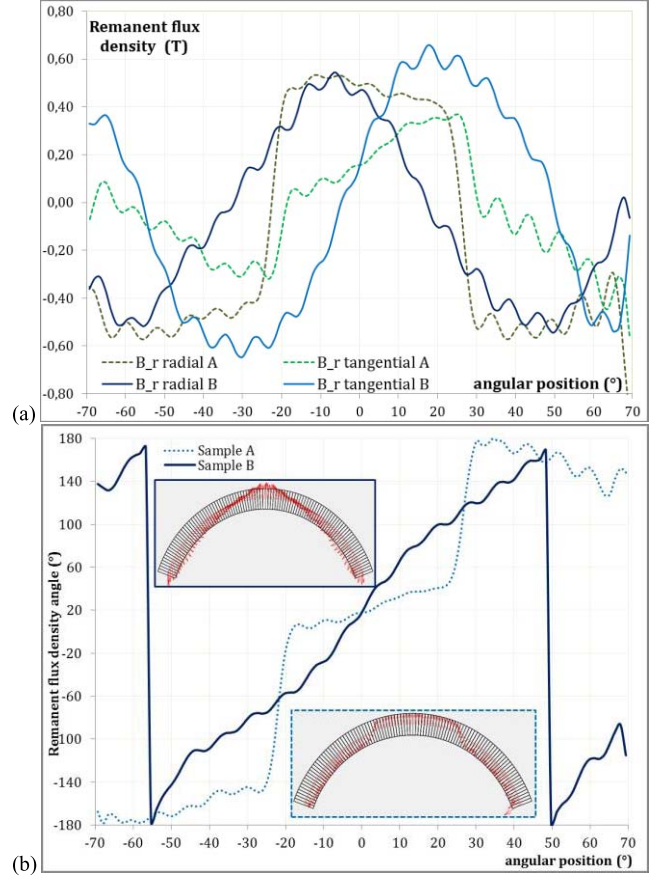 Remanent flux
density (T)
0,80
0,60
0,40
0,20
0,00
-0,20
-0,40
-0,60
-0,80
B_r radial A
B_r tangential A
B_r radial B
B_r tangential B
angular position (°)
-70 -60 -50 -40 -30 -20 -10 0 10 20 30 40 50 60 70
(a)
Remanent flux density angle (°)
180
140
100
60
20
-20
-60
-100
-140
-180
Sample A
Sample B
-70 -60 -50 -40 -30 -20 -10 0 10 20 30 40 50 60 70
angular position (°)
(b)